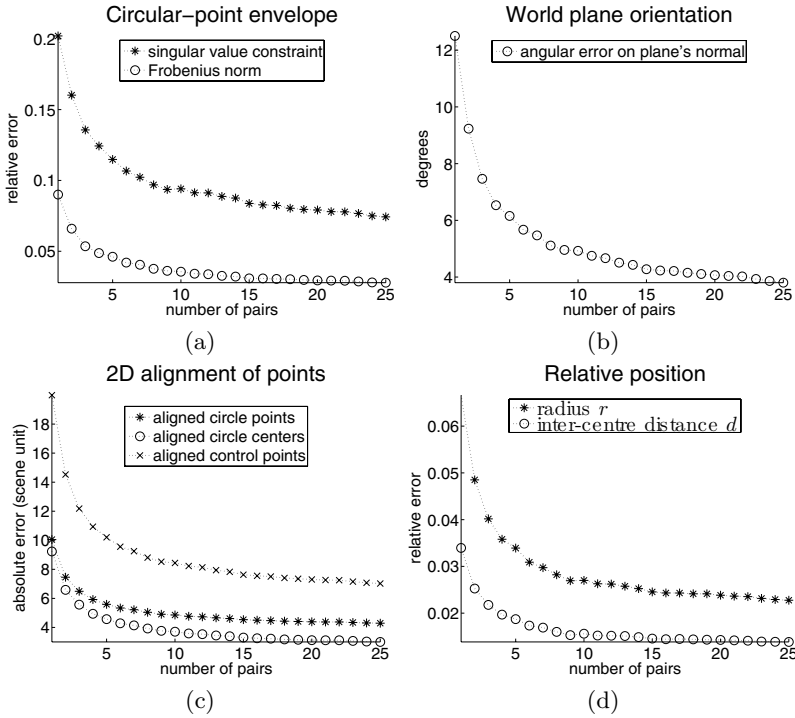 Circular−point envelope
0.2
0.15
0.1
0.05
relative error
singular value constraint
Frobenius norm
5 10 15 20 25
number of pairs
(a)
World plane orientation
12
10
8
6
4
degrees
angular error on plane's normal
5 10 15 20 25
number of pairs
(b)
2D alignment of points
18
16
14
12
10
8
6
4
absolute error (scene unit)
aligned circle points
aligned circle centers
aligned control points
5 10 15 20 25
number of pairs
(c)
Relative position
0.06
0.05
0.04
0.03
0.02
relative error
radius r
inter-centre distance d
5 10 15 20 25
number of pairs
(d)